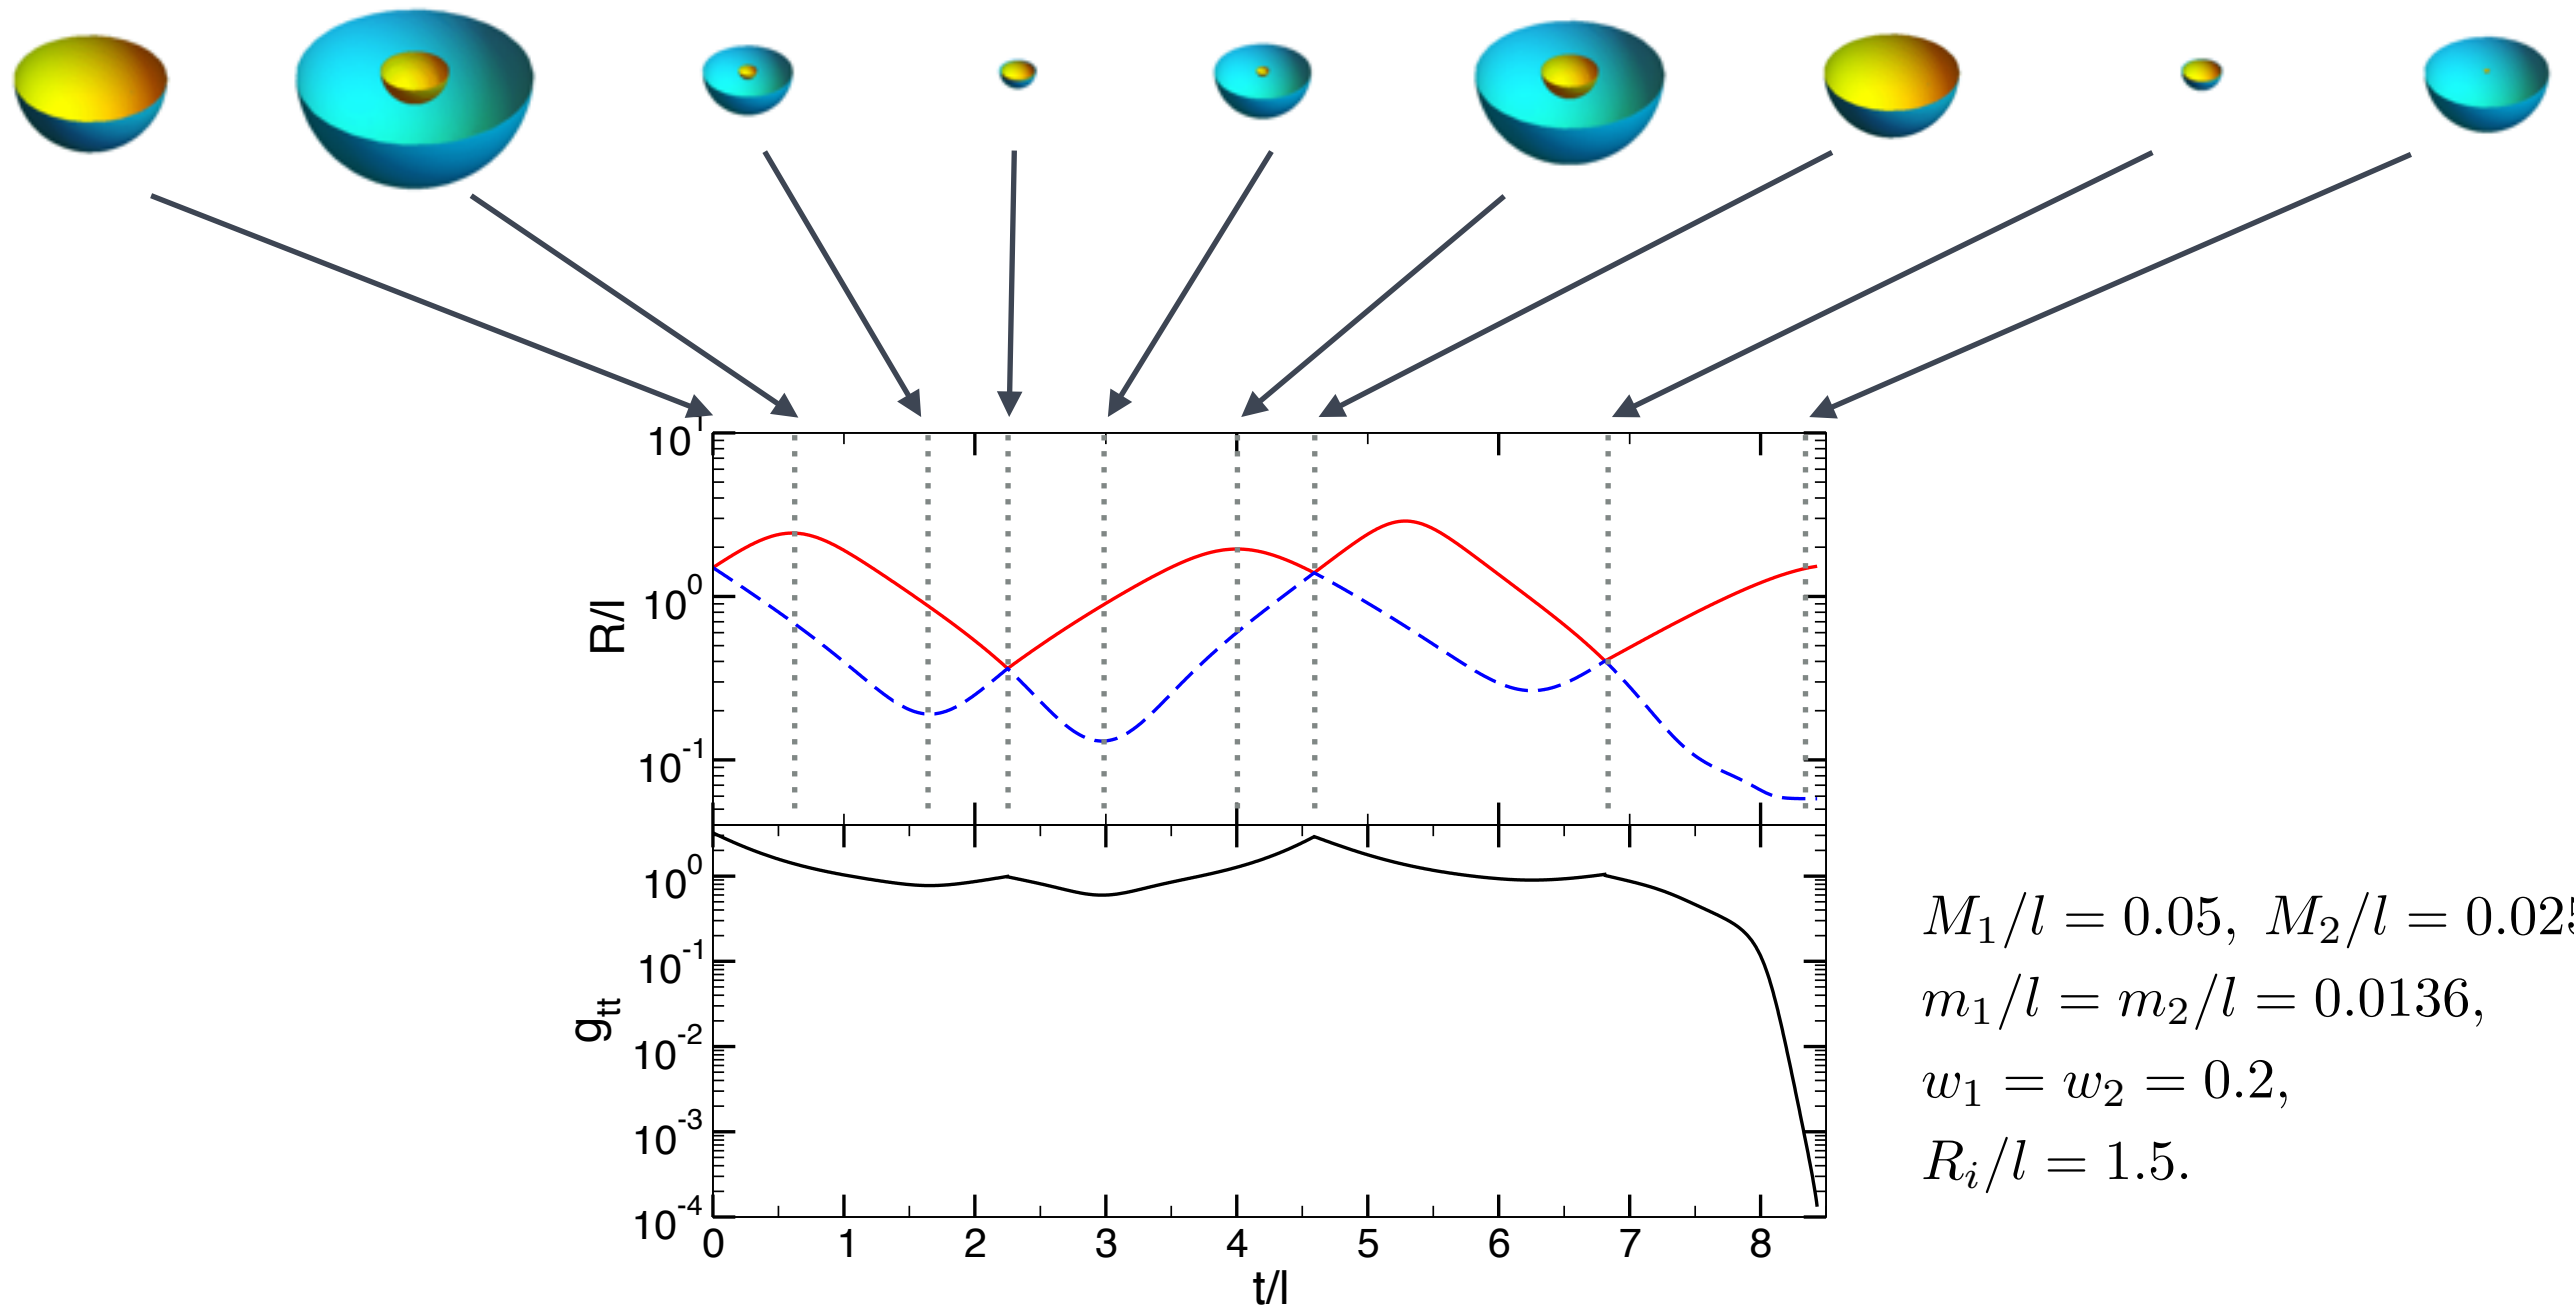 10^1
10^0
10^-1
R/l
10^0
10^-1
10^-2
10^-3
10^-4
g_tt
0 1 2 3 4 5 6 7 8
t/l
M_1/l = 0.05, M_2/l = 0.025
m_1/l = m_2/l = 0.0136,
w_1 = w_2 = 0.2,
R_i/l = 1.5.